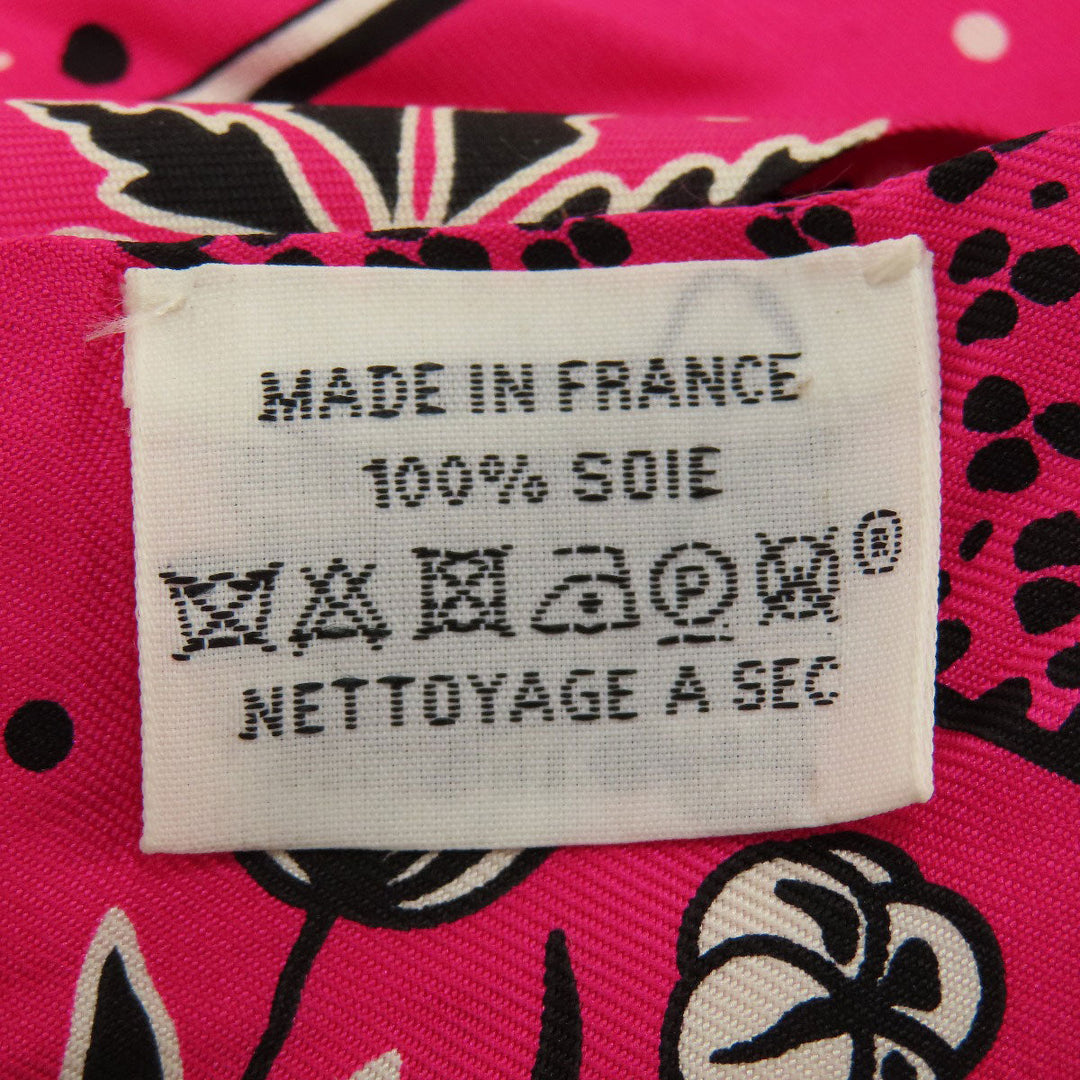 MADE IN FRANCE
100% SOIE
P W ®
NETTOYAGE A SEC